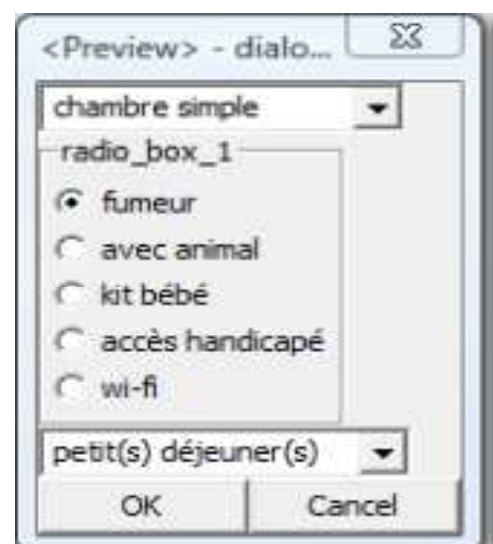 <Preview> - dialo...
chambre simple
radio_box_1
fumeur
avec animal
kit bébé
accès handicapé
wi-fi
petit(s) déjeuner(s)
OK Cancel